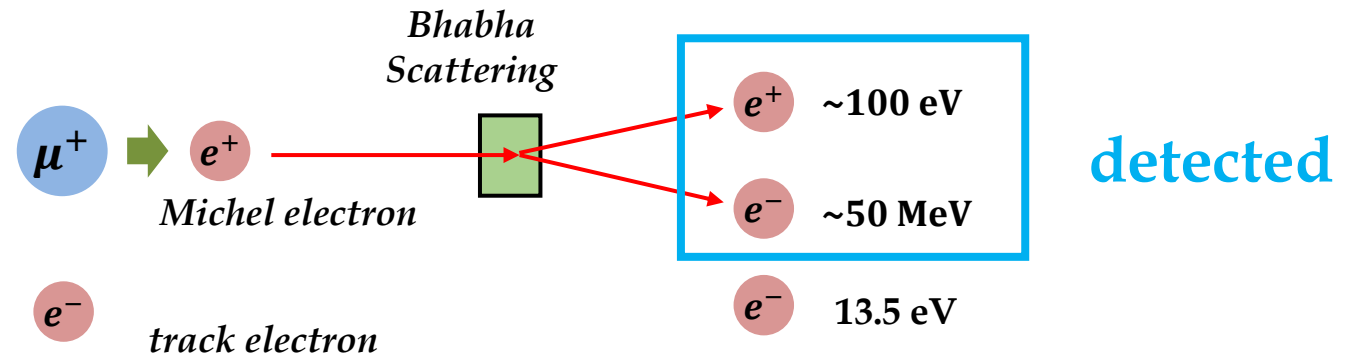 Bhabha
Scattering
μ⁺
e⁺
Michel electron
e⁺ ~100 eV
e⁻ ~50 MeV
detected
e⁻
track electron
e⁻ 13.5 eV